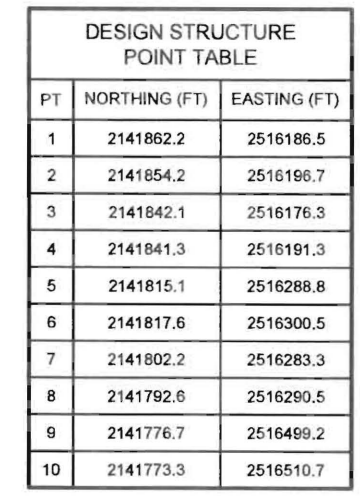 DESIGN STRUCTURE
POINT TABLE
PT NORTHING (FT) EASTING (FT)
1 2141862.2 2516186.5
2 2141854.2 2516196.7
3 2141842.1 2516176.3
4 2141841.3 2516191.3
5 2141815.1 2516288.8
6 2141817.6 2516300.5
7 2141802.2 2516283.3
8 2141792.6 2516290.5
9 2141776.7 2516499.2
10 2141773.3 2516510.7